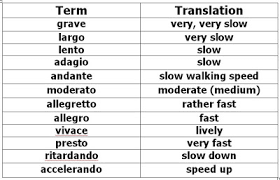 Term Translation
grave very, very slow
largo very slow
lento slow
adagio slow
andante slow walking speed
moderato moderate (medium)
allegretto rather fast
allegro fast
vivace lively
presto very fast
ritardando slow down
accelerando speed up